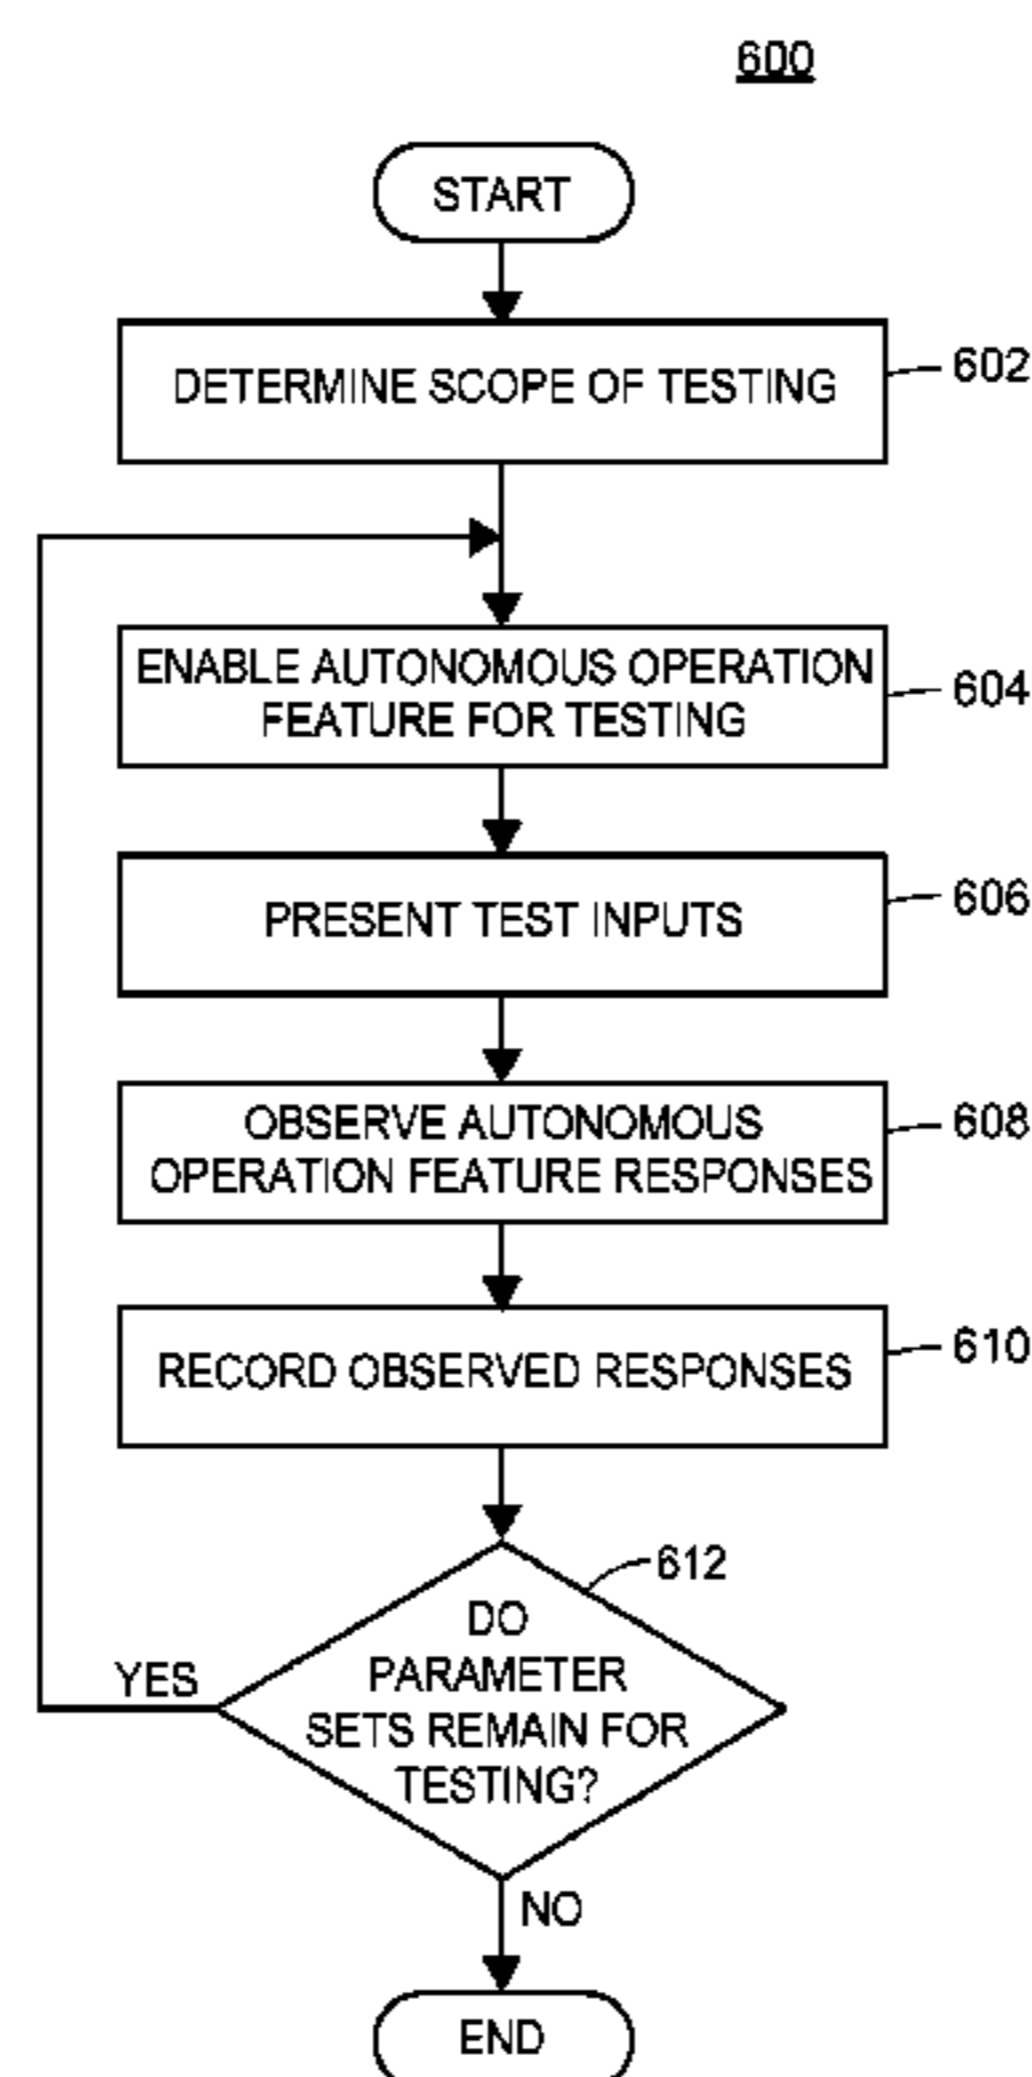 600
START
DETERMINE SCOPE OF TESTING
602
ENABLE AUTONOMOUS OPERATION
FEATURE FOR TESTING
604
PRESENT TEST INPUTS
606
OBSERVE AUTONOMOUS
OPERATION FEATURE RESPONSES
608
RECORD OBSERVED RESPONSES
610
612
DO
PARAMETER
SETS REMAIN FOR
TESTING?
YES
NO
END